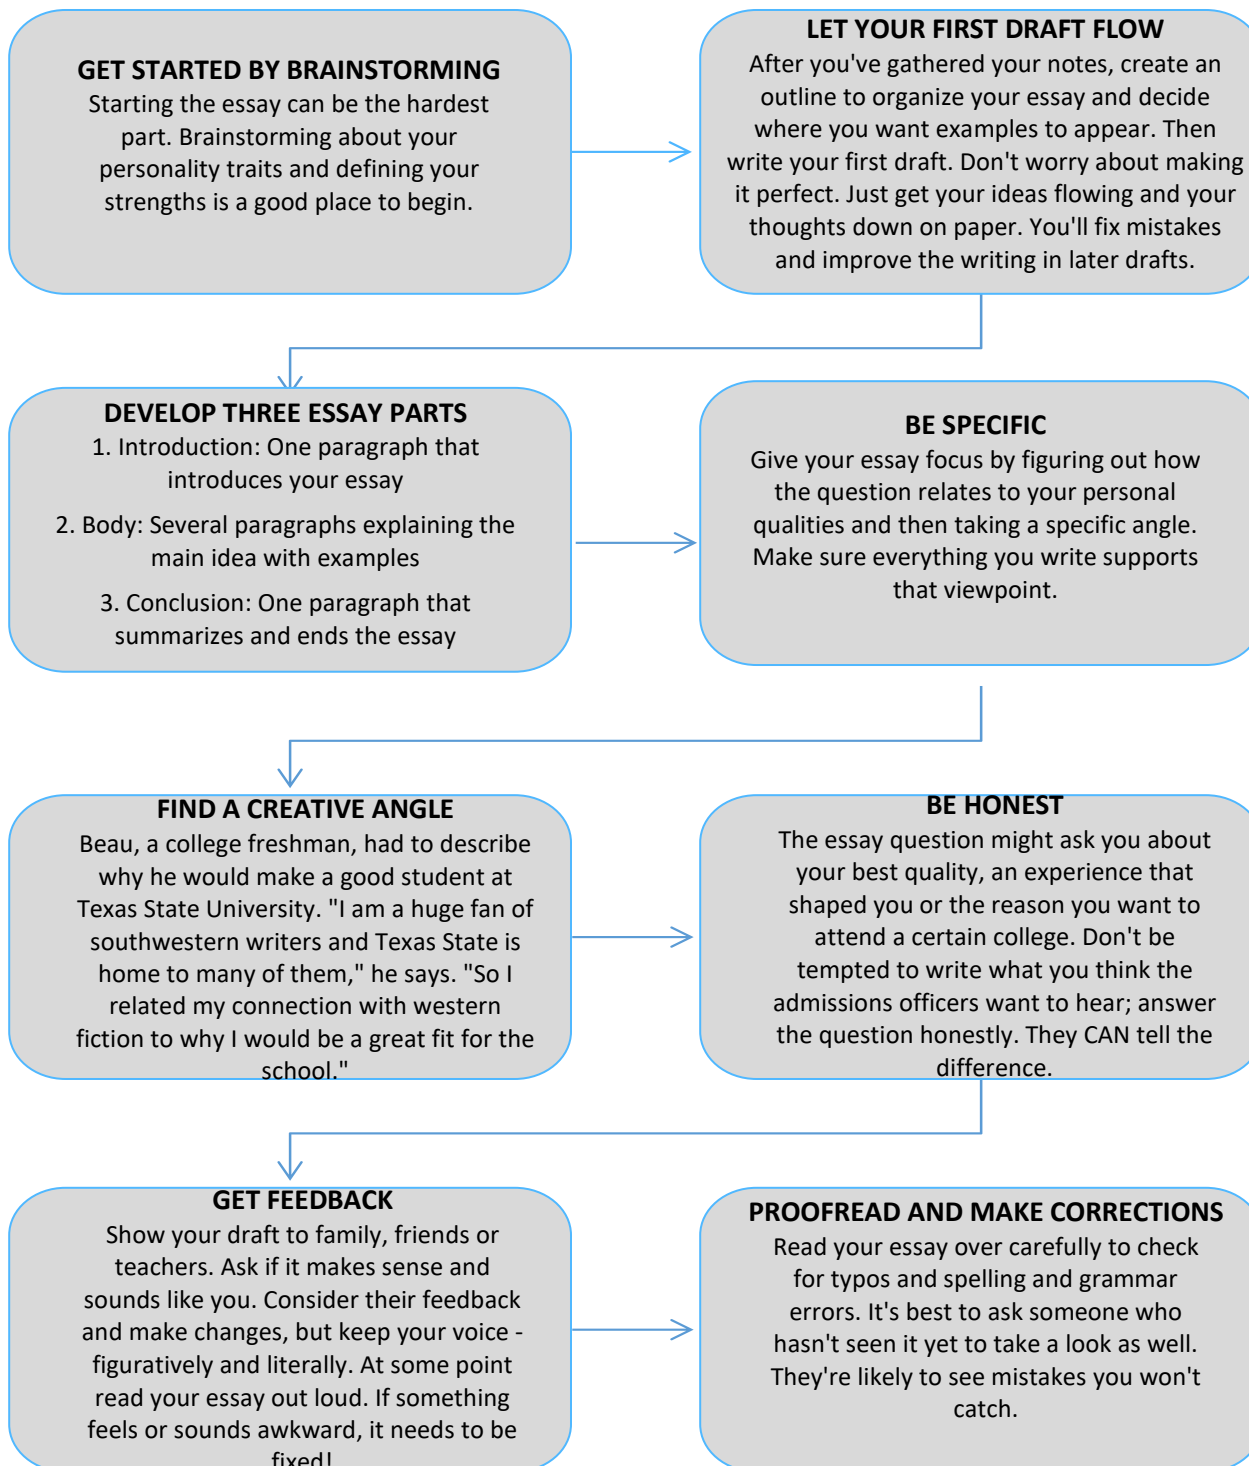 GET STARTED BY BRAINSTORMING
Starting the essay can be the hardest
part. Brainstorming about your
personality traits and defining your
strengths is a good place to begin.
LET YOUR FIRST DRAFT FLOW
After you've gathered your notes, create an
outline to organize your essay and decide
where you want examples to appear. Then
write your first draft. Don't worry about making
it perfect. Just get your ideas flowing and your
thoughts down on paper. You'll fix mistakes
and improve the writing in later drafts.
DEVELOP THREE ESSAY PARTS
1. Introduction: One paragraph that
introduces your essay
2. Body: Several paragraphs explaining the
main idea with examples
3. Conclusion: One paragraph that
summarizes and ends the essay
BE SPECIFIC
Give your essay focus by figuring out how
the question relates to your personal
qualities and then taking a specific angle.
Make sure everything you write supports
that viewpoint.
FIND A CREATIVE ANGLE
Beau, a college freshman, had to describe
why he would make a good student at
Texas State University. "I am a huge fan of
southwestern writers and Texas State is
home to many of them," he says. "So I
related my connection with western
fiction to why I would be a great fit for the
school."
BE HONEST
The essay question might ask you about
your best quality, an experience that
shaped you or the reason you want to
attend a certain college. Don't be
tempted to write what you think the
admissions officers want to hear; answer
the question honestly. They CAN tell the
difference.
GET FEEDBACK
Show your draft to family, friends or
teachers. Ask if it makes sense and
sounds like you. Consider their feedback
and make changes, but keep your voice -
figuratively and literally. At some point
read your essay out loud. If something
feels or sounds awkward, it needs to be
fixed!
PROOFREAD AND MAKE CORRECTIONS
Read your essay over carefully to check
for typos and spelling and grammar
errors. It's best to ask someone who
hasn't seen it yet to take a look as well.
They're likely to see mistakes you won't
catch.